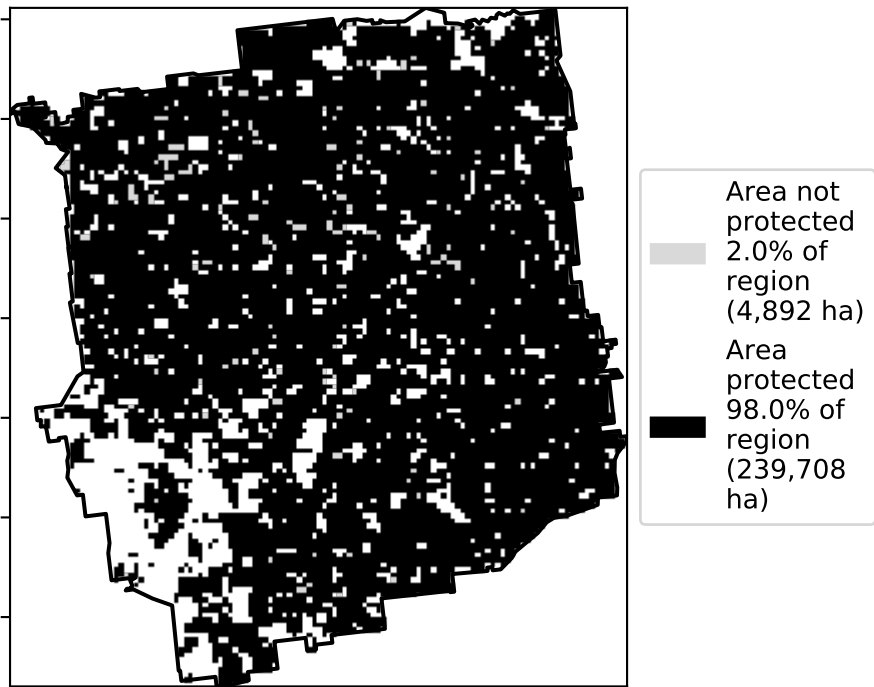 Area not
protected
2.0% of
region
(4,892 ha)
Area
protected
98.0% of
region
(239,708
ha)